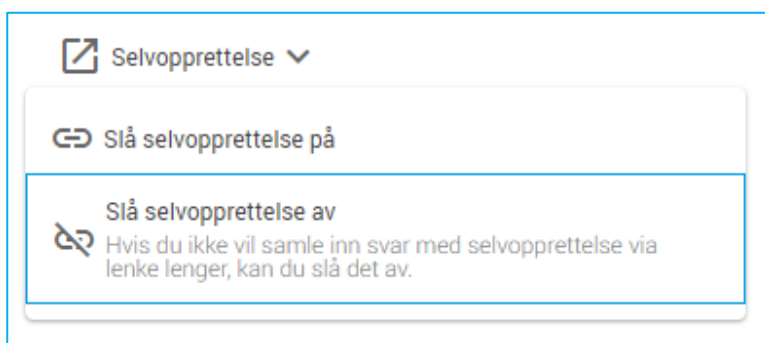 Selvopprettelse
Slå selvopprettelse på
Slå selvopprettelse av
Hvis du ikke vil samle inn svar med selvopprettelse via
lenke lenger, kan du slå det av.